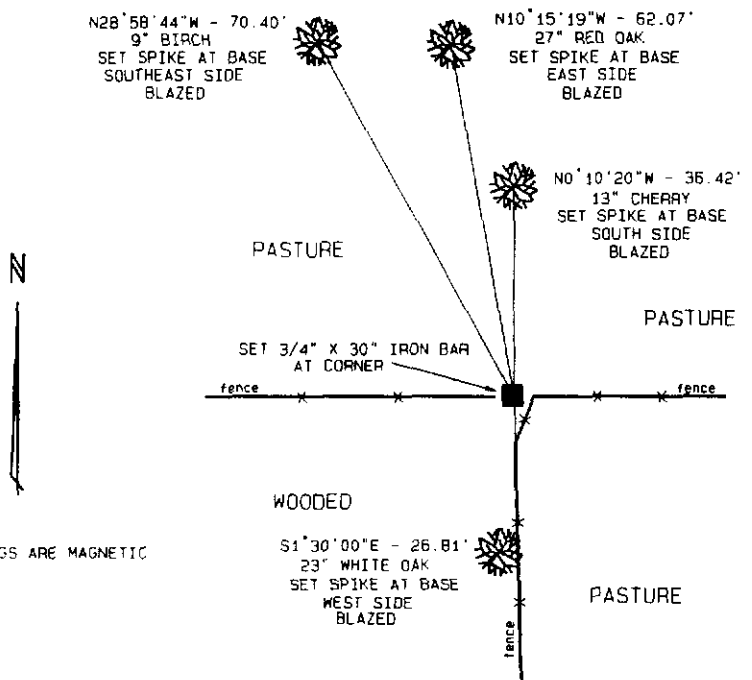 N28°58'44"W - 70.40'
9" BIRCH
SET SPIKE AT BASE
SOUTHEAST SIDE
BLAZED
N10°15'19"W - 62.07'
27" RED OAK
SET SPIKE AT BASE
EAST SIDE
BLAZED
N0°10'20"W - 36.42'
13" CHERRY
SET SPIKE AT BASE
SOUTH SIDE
BLAZED
PASTURE
N
PASTURE
SET 3/4" X 30" IRON BAR
AT CORNER
fence
fence
WOODED
GS ARE MAGNETIC
S1°30'00"E - 26.81'
23" WHITE OAK
SET SPIKE AT BASE
WEST SIDE
BLAZED
PASTURE
fence